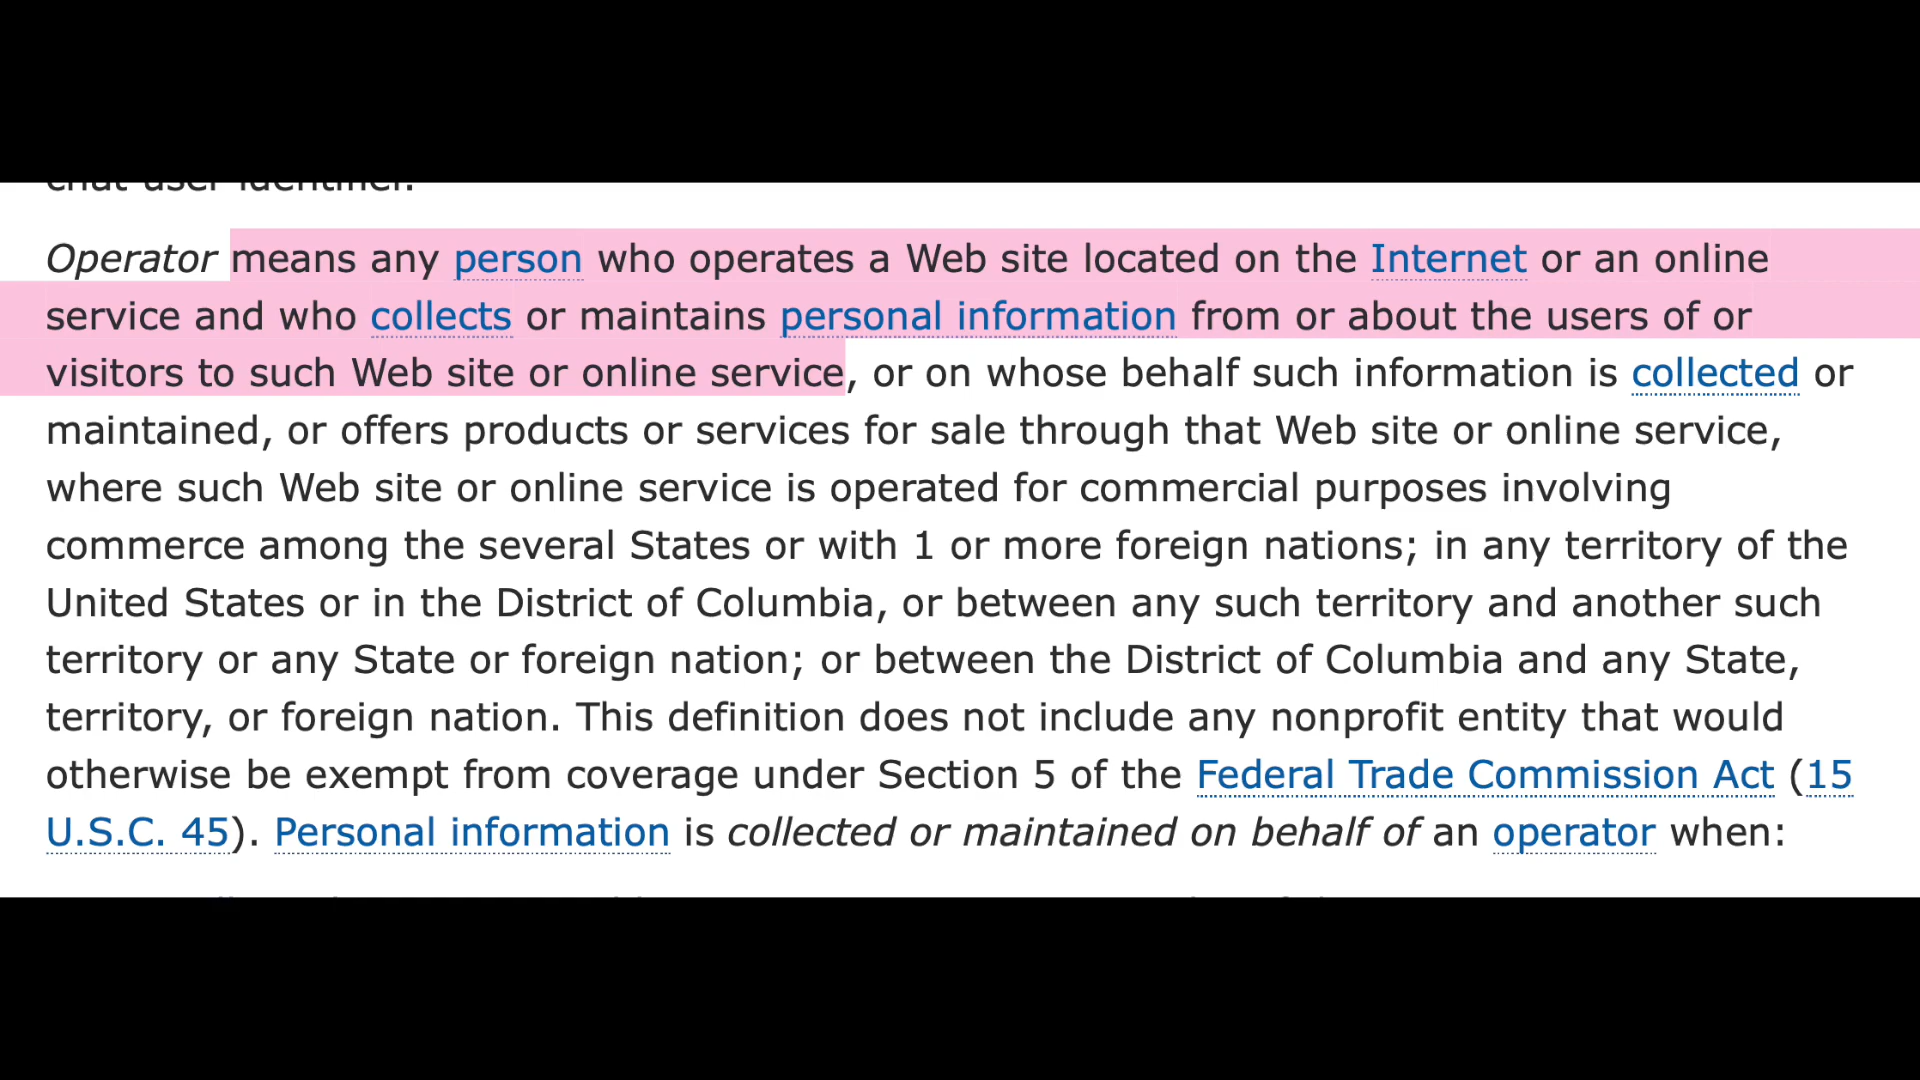 that user identifier.
Operator means any person who operates a Web site located on the Internet or an online
service and who collects or maintains personal information from or about the users of or
visitors to such Web site or online service, or on whose behalf such information is collected or
maintained, or offers products or services for sale through that Web site or online service,
where such Web site or online service is operated for commercial purposes involving
commerce among the several States or with 1 or more foreign nations; in any territory of the
United States or in the District of Columbia, or between any such territory and another such
territory or any State or foreign nation; or between the District of Columbia and any State,
territory, or foreign nation. This definition does not include any nonprofit entity that would
otherwise be exempt from coverage under Section 5 of the Federal Trade Commission Act (15
U.S.C. 45). Personal information is collected or maintained on behalf of an operator when: